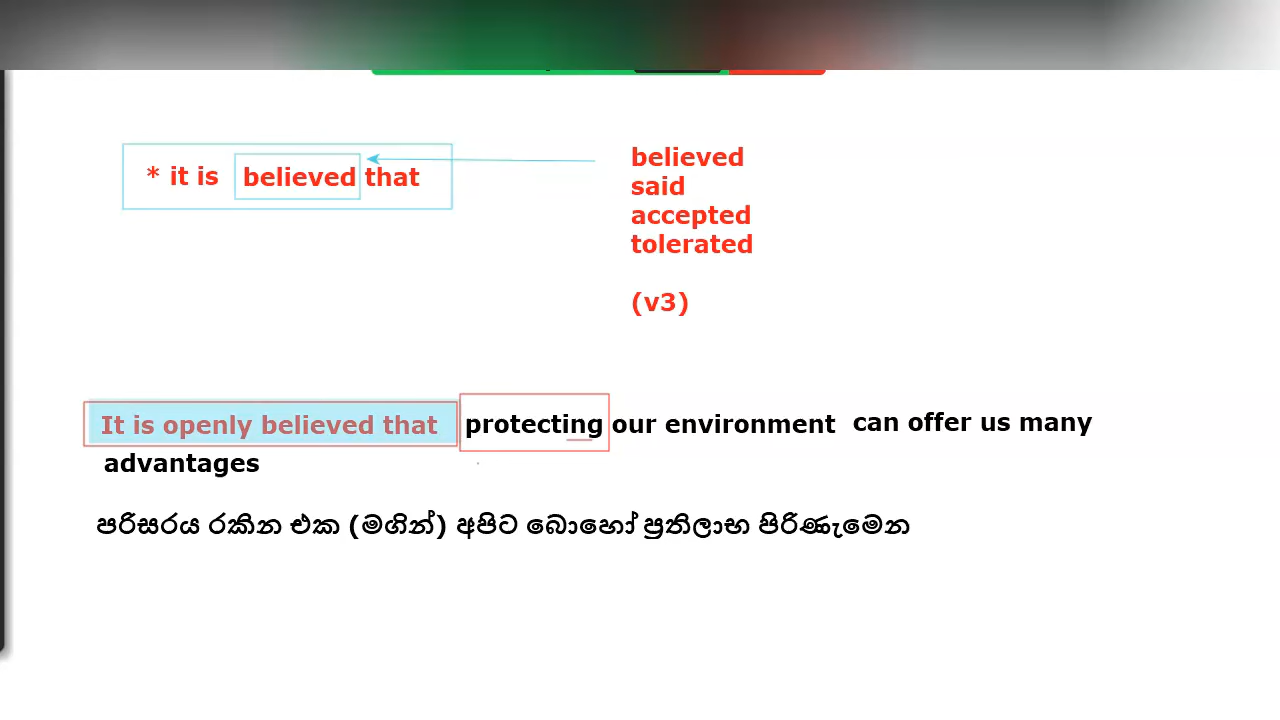 * it is believed that
believed
said
accepted
tolerated
(v3)
It is openly believed that protecting our environment can offer us many
advantages
පරිසරය රකින එක (මගින්) අපිට බොහෝ ප්‍රතිලාභ පිරිණැමෙන